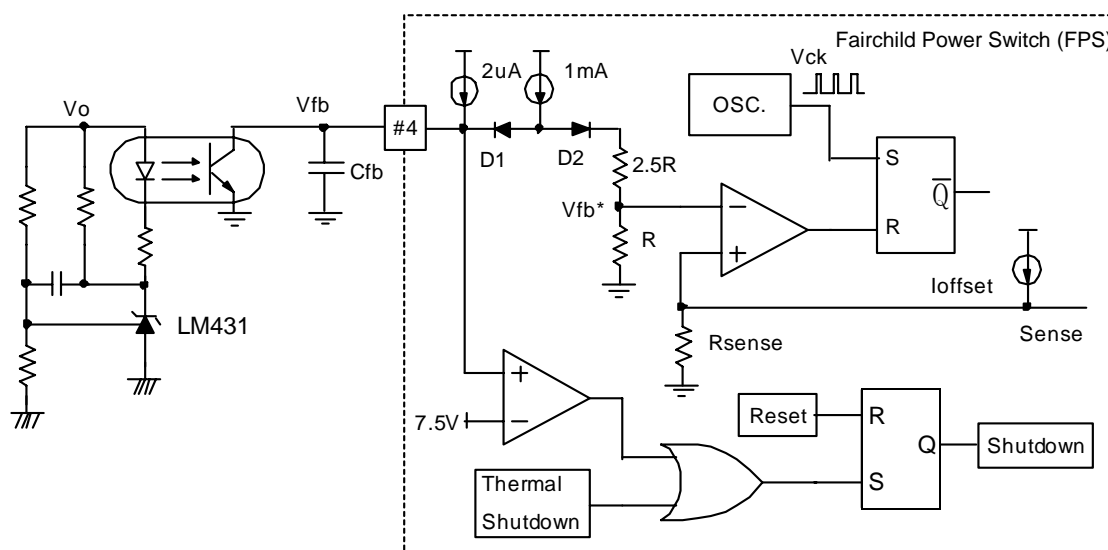 Fairchild Power Switch (FPS)
2uA
1mA
Vck
OSC.
Vo
Vfb
#4
Cfb
D1
D2
2.5R
Vfb*
R
−
+
S
R
Q̅
Ioffset
Sense
Rsense
LM431
+
−
7.5V
Reset
R
S
Q
Shutdown
Thermal
Shutdown